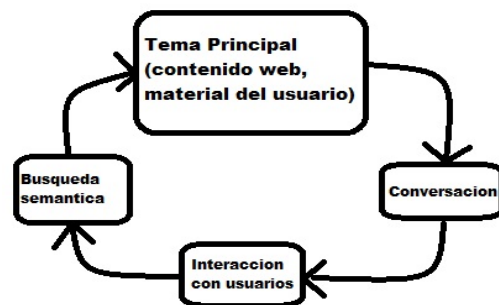 Tema Principal
(contenido web,
material del usuario)
Conversacion
Interaccion
con usuarios
Busqueda
semantica